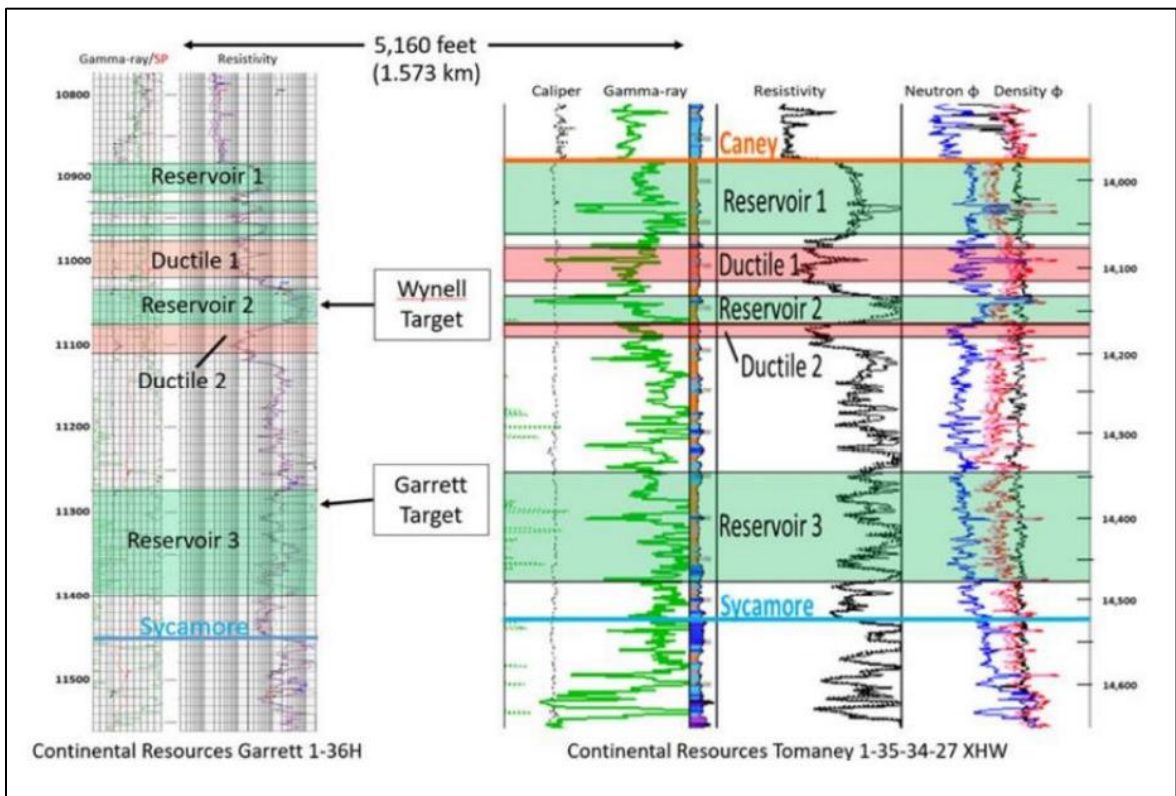 5,160 feet
(1.573 km)
Gamma-ray/SP
Resistivity
10800
10900
11000
11100
11200
11300
11400
11500
Reservoir 1
Ductile 1
Reservoir 2
Ductile 2
Reservoir 3
Sycamore
Wynell
Target
Garrett
Target
Caliper
Gamma-ray
Resistivity
Neutron ϕ
Density ϕ
Caney
Reservoir 1
Ductile 1
Reservoir 2
Ductile 2
Reservoir 3
Sycamore
14,000
14,100
14,200
14,300
14,400
14,500
14,600
Continental Resources Garrett 1-36H
Continental Resources Tomaney 1-35-34-27 XHW